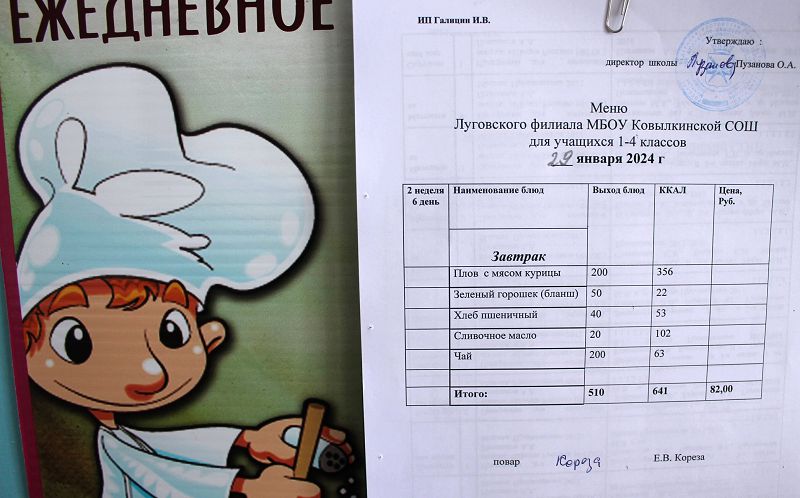 ЕЖЕДНЕВНОЕ
ИП Галицин И.В.
Утверждаю :
директор школы Пузанова О.А.
Меню
Луговского филиала МБОУ Ковылкинской СОШ
для учащихся 1-4 классов
29 января 2024 г
2 неделя 6 день Наименование блюд Выход блюд ККАЛ Цена, Руб.
Завтрак
Плов с мясом курицы 200 356
Зеленый горошек (бланш) 50 22
Хлеб пшеничный 40 53
Сливочное масло 20 102
Чай 200 63
Итого: 510 641 82,00
повар Кореза Е.В. Кореза